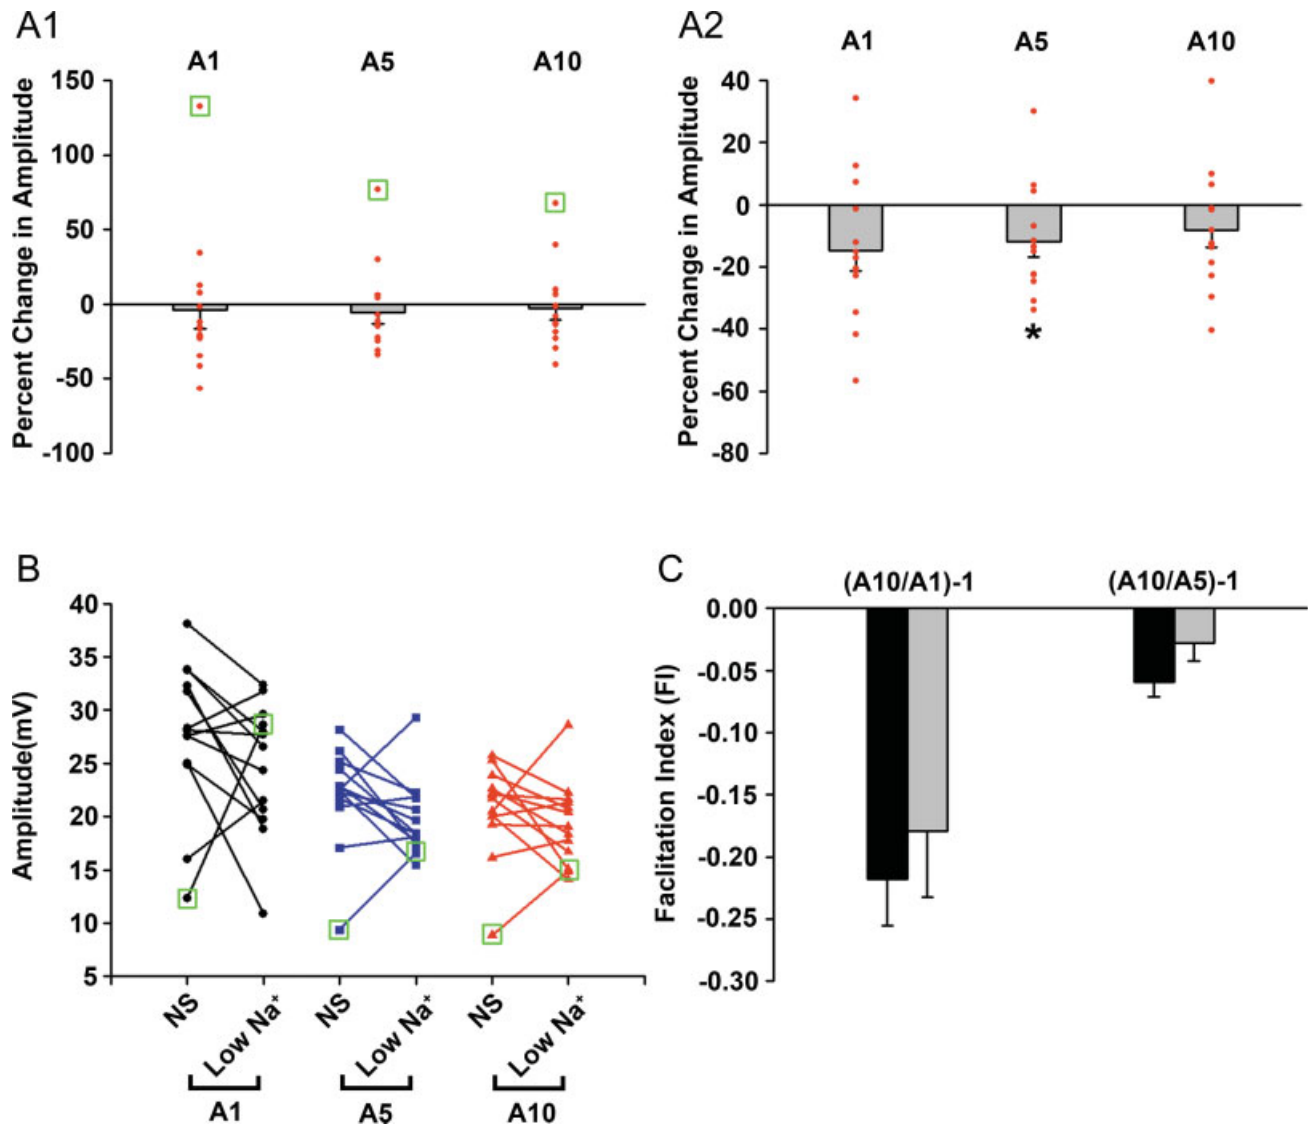 A1
A1 A5 A10
Percent Change in Amplitude
150
100
50
0
-50
-100
A2
A1 A5 A10
Percent Change in Amplitude
40
20
0
-20
-40
-60
-80
*
B
Amplitude(mV)
40
35
30
25
20
15
10
5
NS Low Na+ NS Low Na+ NS Low Na+
A1 A5 A10
C
(A10/A1)-1 (A10/A5)-1
Faclitation Index (FI)
0.00
-0.05
-0.10
-0.15
-0.20
-0.25
-0.30